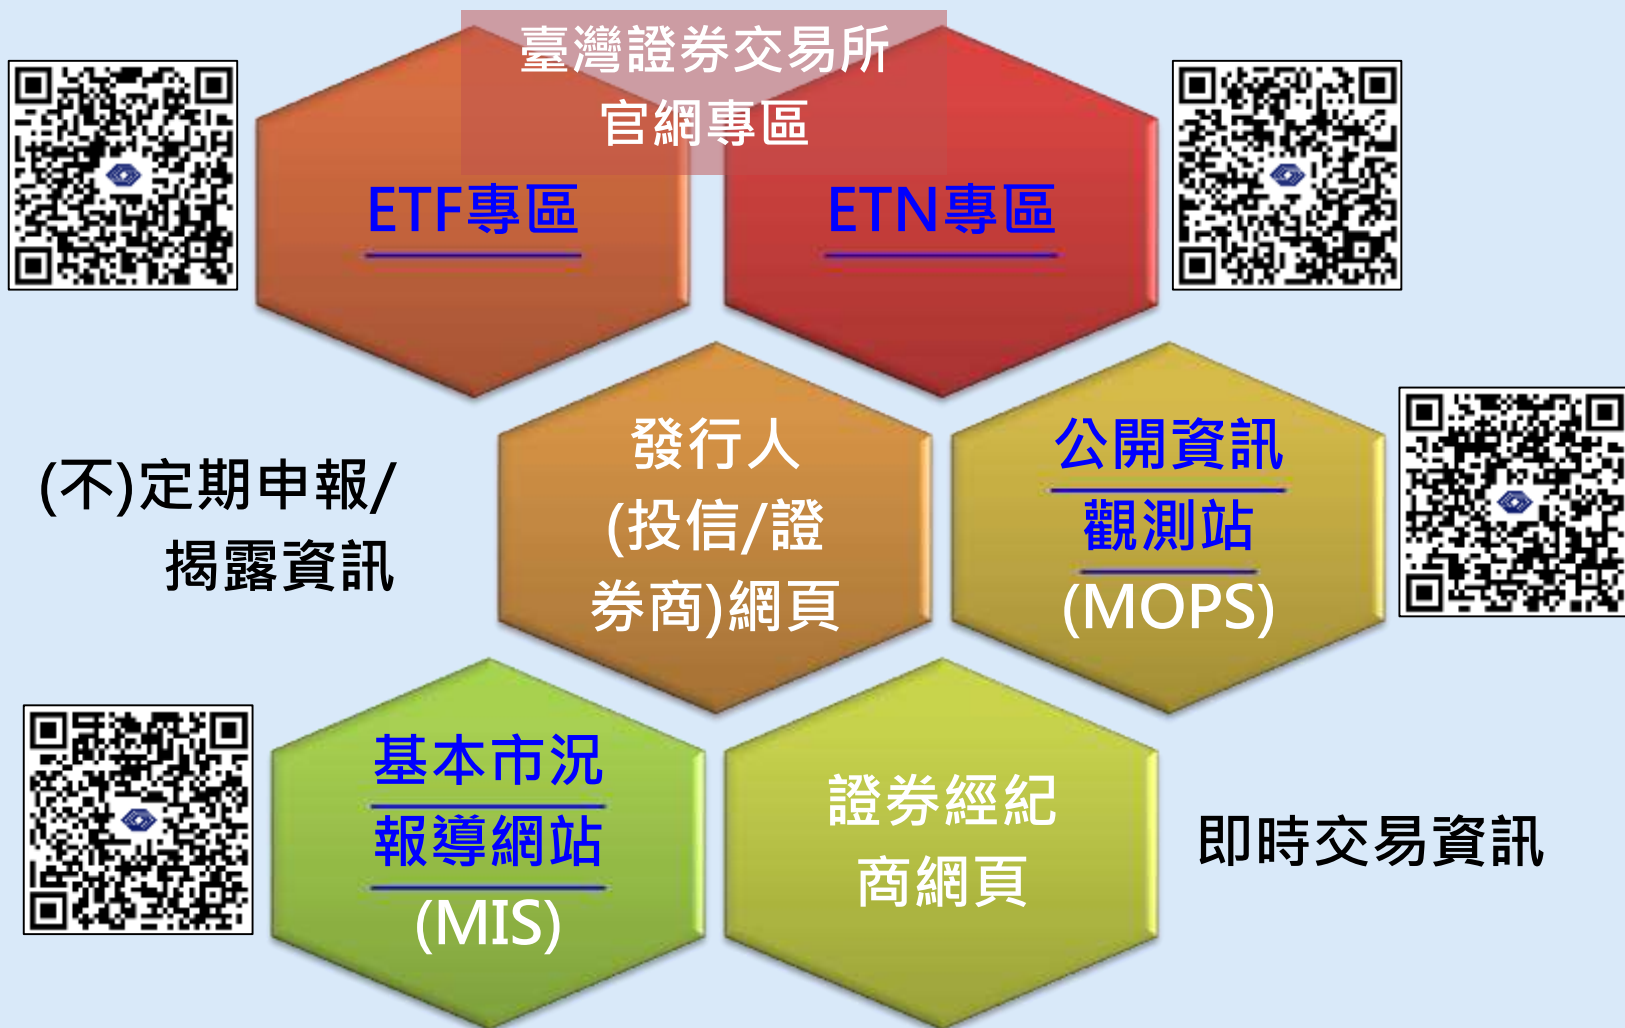 臺灣證券交易所
官網專區
ETF專區
ETN專區
(不)定期申報/
揭露資訊
發行人
(投信/證
券商)網頁
公開資訊
觀測站
(MOPS)
基本市況
報導網站
(MIS)
證券經紀
商網頁
即時交易資訊